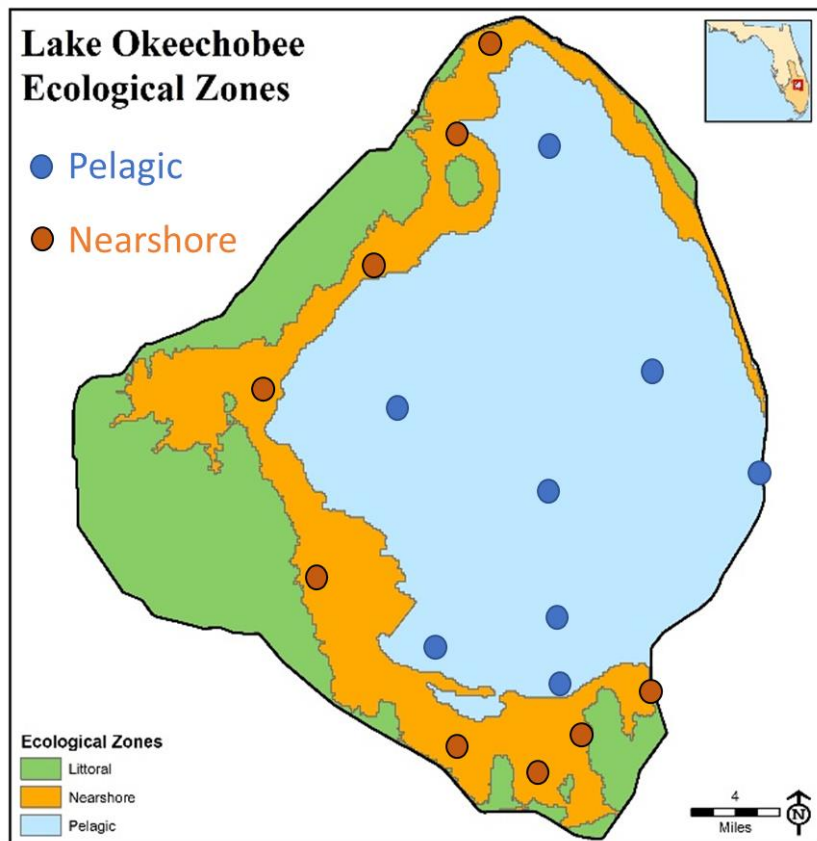 Lake Okeechobee
Ecological Zones
Pelagic
Nearshore
Ecological Zones
Littoral
Nearshore
Pelagic
4
Miles
N